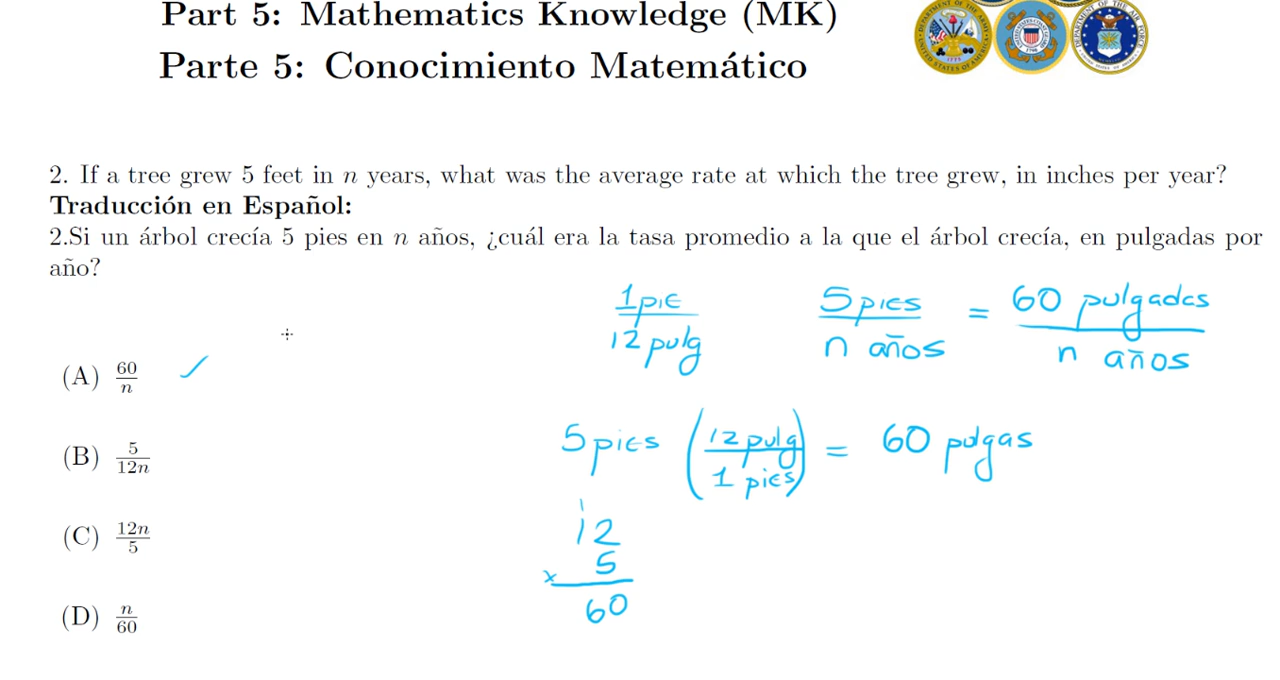 Part 5: Mathematics Knowledge (MK)
Parte 5: Conocimiento Matemático
2. If a tree grew 5 feet in n years, what was the average rate at which the tree grew, in inches per year?
Traducción en Español:
2.Si un árbol crecía 5 pies en n años, ¿cuál era la tasa promedio a la que el árbol crecía, en pulgadas por
año?
1 pie / 12 pulg   5 pies / n años = 60 pulgadas / n años
(A) 60/n ✓
5 pies (12 pulg / 1 pies) = 60 pulgas
(B) 5/12n
1
12
(C) 12n/5
x 5
60
(D) n/60